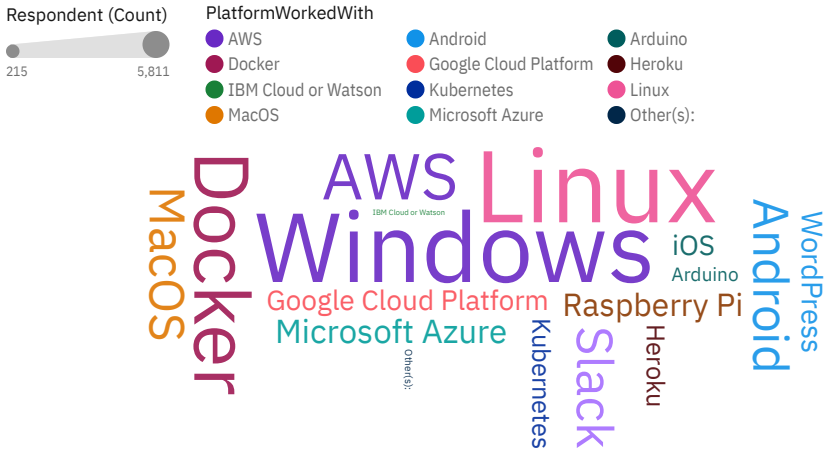 Respondent (Count)
215 5,811
PlatformWorkedWith
AWS Android Arduino
Docker Google Cloud Platform Heroku
IBM Cloud or Watson Kubernetes Linux
MacOS Microsoft Azure Other(s):
MacOS
Docker
AWS
Linux
IBM Cloud or Watson
Windows
iOS
Arduino
Google Cloud Platform
Raspberry Pi
Microsoft Azure
Other(s):
Kubernetes
Slack
Heroku
Android
WordPress